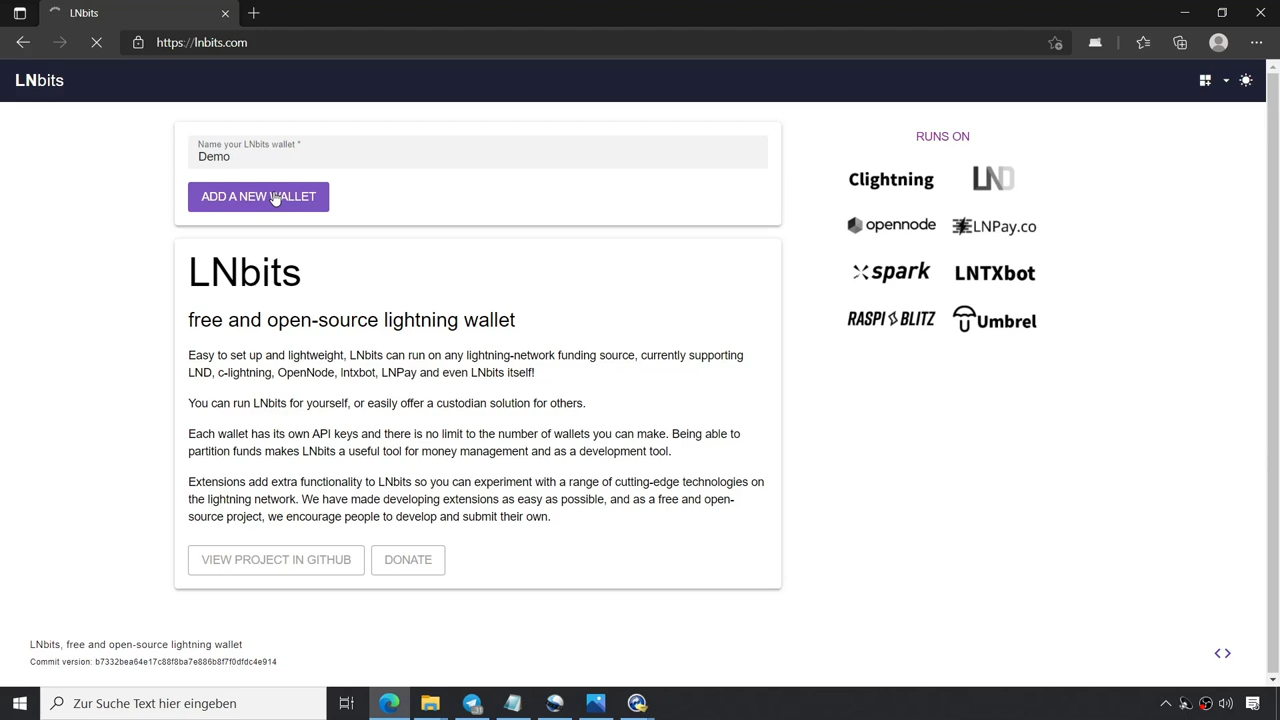 LNbits
https://lnbits.com
LNbits
Name your LNbits wallet *
Demo
ADD A NEW WALLET
RUNS ON
Clightning
LND
opennode
LNPay.co
spark
LNTXbot
RASPIBLITZ
Umbrel
LNbits
free and open-source lightning wallet
Easy to set up and lightweight, LNbits can run on any lightning-network funding source, currently supporting
LND, c-lightning, OpenNode, lntxbot, LNPay and even LNbits itself!
You can run LNbits for yourself, or easily offer a custodian solution for others.
Each wallet has its own API keys and there is no limit to the number of wallets you can make. Being able to
partition funds makes LNbits a useful tool for money management and as a development tool.
Extensions add extra functionality to LNbits so you can experiment with a range of cutting-edge technologies on
the lightning network. We have made developing extensions as easy as possible, and as a free and open-
source project, we encourage people to develop and submit their own.
VIEW PROJECT IN GITHUB
DONATE
LNbits, free and open-source lightning wallet
Commit version: b7332bea64e17c88f8ba7e886b8f7f0dfdc4e914
Zur Suche Text hier eingeben